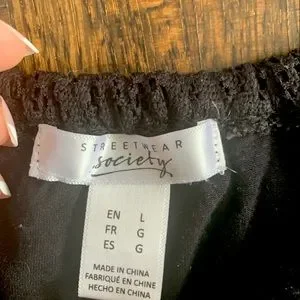 STREETWEAR
society
EN L
FR G
ES G
MADE IN CHINA
FABRIQUÉ EN CHINE
HECHO EN CHINA